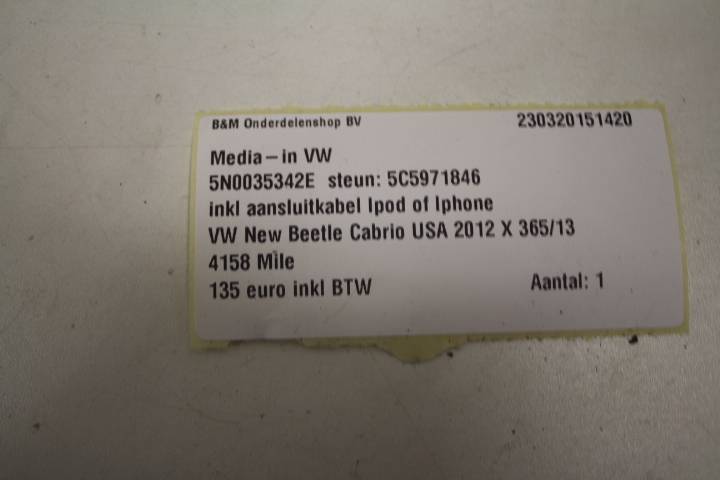 B&M Onderdelenshop BV 230320151420
Media-in VW
5N0035342E steun: 5C5971846
inkl aansluitkabel Ipod of Iphone
VW New Beetle Cabrio USA 2012 X 365/13
4158 Mile
135 euro inkl BTW Aantal: 1